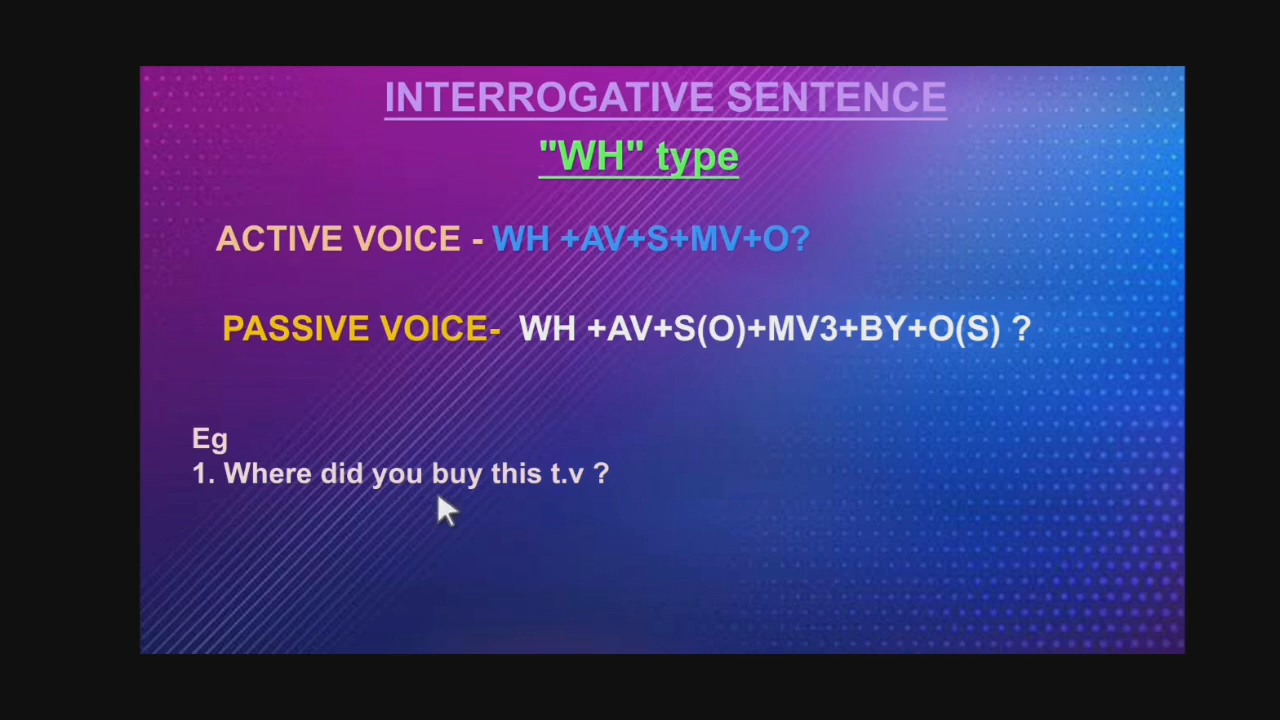 INTERROGATIVE SENTENCE
"WH" type
ACTIVE VOICE - WH +AV+S+MV+O?
PASSIVE VOICE- WH +AV+S(O)+MV3+BY+O(S) ?
Eg
1. Where did you buy this t.v ?